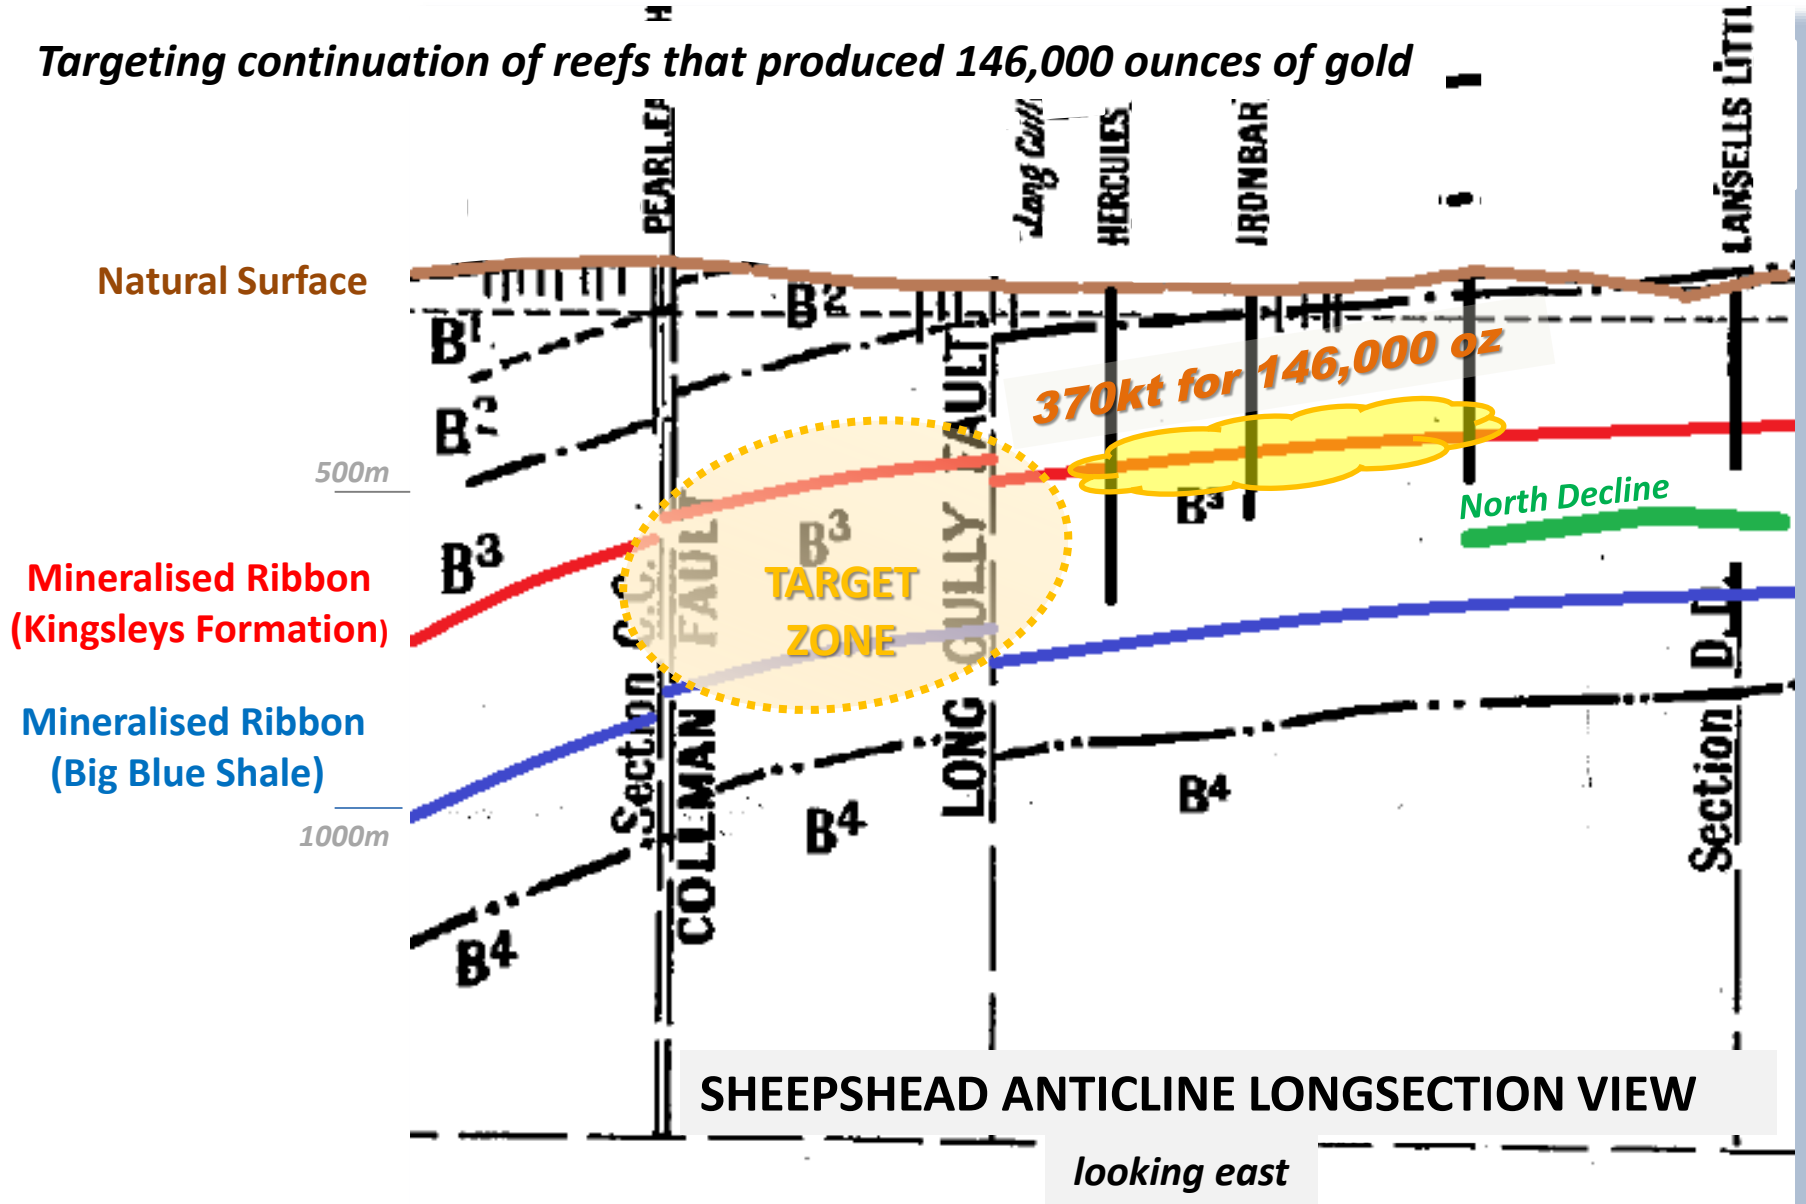 Targeting continuation of reefs that produced 146,000 ounces of gold
PEARL
Long Gull
HERCULES
IRONBAR
LANSELLS LITTL
Natural Surface
B1
B2
B2
370kt for 146,000 oz
500m
B3
B3
B3
North Decline
TARGET
ZONE
Mineralised Ribbon
(Kingsleys Formation)
Mineralised Ribbon
(Big Blue Shale)
1000m
Section C.C.
COLLMAN FAULT
LONG GULLY FAULT
Section D.D.
B4
B4
B4
SHEEPSHEAD ANTICLINE LONGSECTION VIEW
looking east